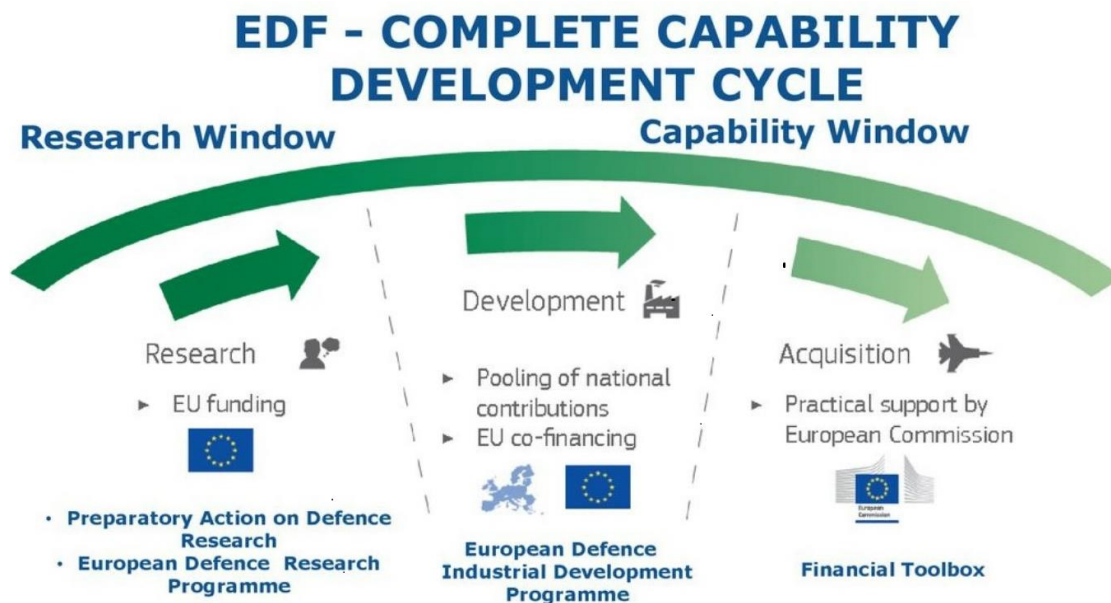 EDF - COMPLETE CAPABILITY
DEVELOPMENT CYCLE
Research Window
Capability Window
Research
► EU funding
• Preparatory Action on Defence
Research
• European Defence Research
Programme
Development
► Pooling of national
contributions
► EU co-financing
European Defence
Industrial Development
Programme
Acquisition
► Practical support by
European Commission
European
Commission
Financial Toolbox